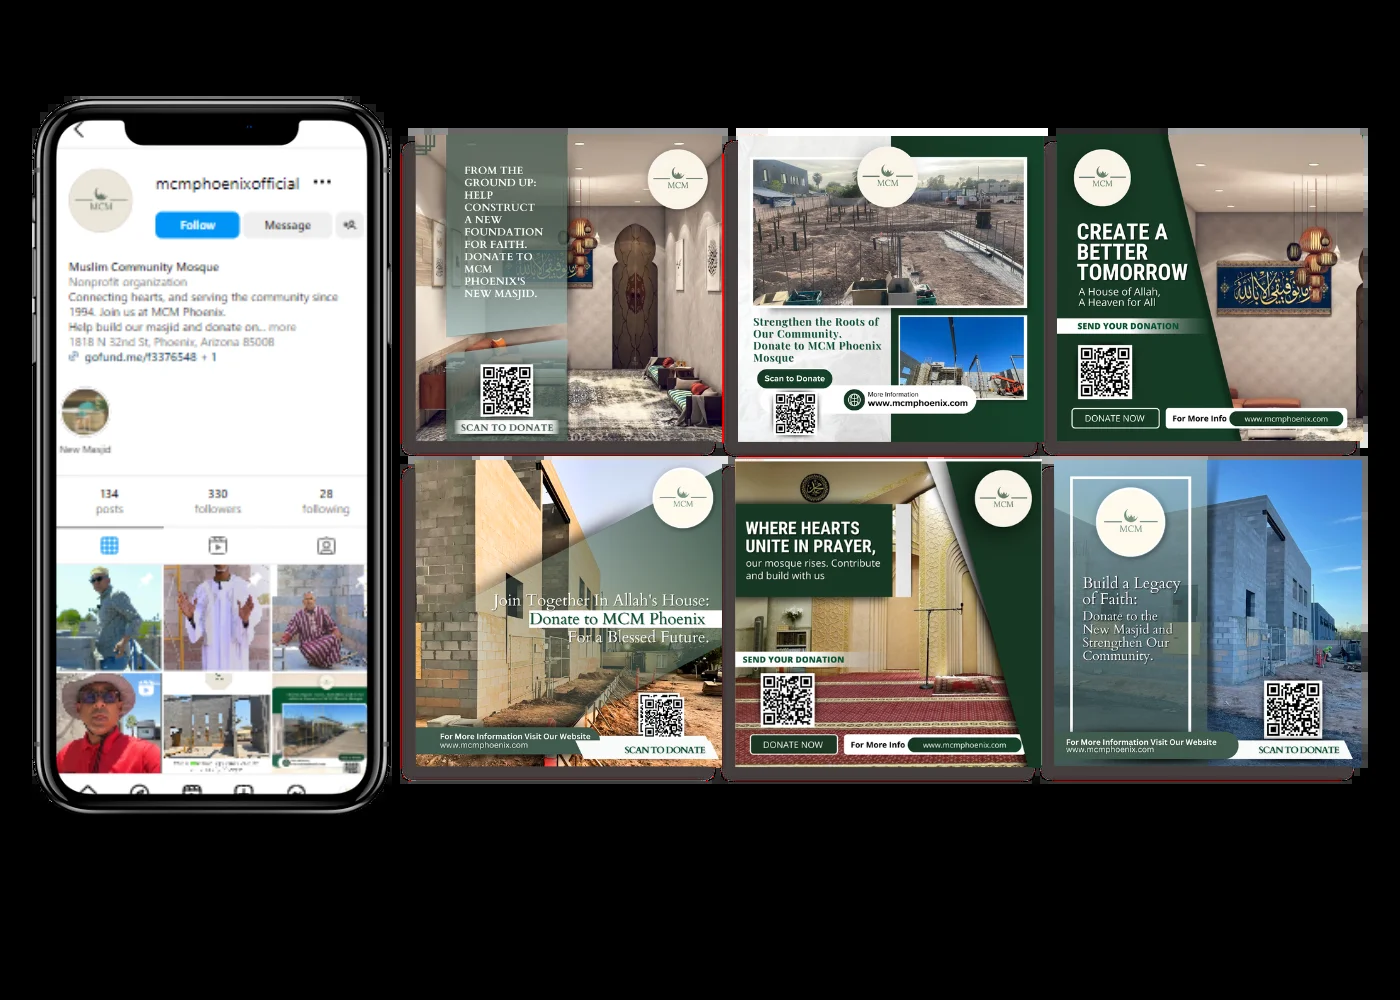 mcmphoenixofficial
MCM
Follow
Message
Muslim Community Mosque
Nonprofit organization
Connecting hearts, and serving the community since
1994. Join us at MCM Phoenix.
Help build our masjid and donate on... more
1818 N 32nd St, Phoenix, Arizona 85008
gofund.me/f3376548 + 1
New Masjid
134
posts
330
followers
28
following
FROM THE
GROUND UP:
HELP
CONSTRUCT
A NEW
FOUNDATION
FOR FAITH.
DONATE TO
MCM
PHOENIX'S
NEW MASJID.
MCM
SCAN TO DONATE
MCM
Strengthen the Roots of
Our Community.
Donate to MCM Phoenix
Mosque
Scan to Donate
More Information
www.mcmphoenix.com
MCM
CREATE A
BETTER
TOMORROW
A House of Allah,
A Heaven for All
SEND YOUR DONATION
DONATE NOW
For More Info
www.mcmphoenix.com
MCM
Join Together In Allah's House:
Donate to MCM Phoenix
For a Blessed Future.
For More Information Visit Our Website
www.mcmphoenix.com
SCAN TO DONATE
MCM
WHERE HEARTS
UNITE IN PRAYER,
our mosque rises. Contribute
and build with us
SEND YOUR DONATION
DONATE NOW
For More Info
www.mcmphoenix.com
MCM
Build a Legacy
of Faith:
Donate to the
New Masjid and
Strengthen Our
Community.
For More Information Visit Our Website
www.mcmphoenix.com
SCAN TO DONATE